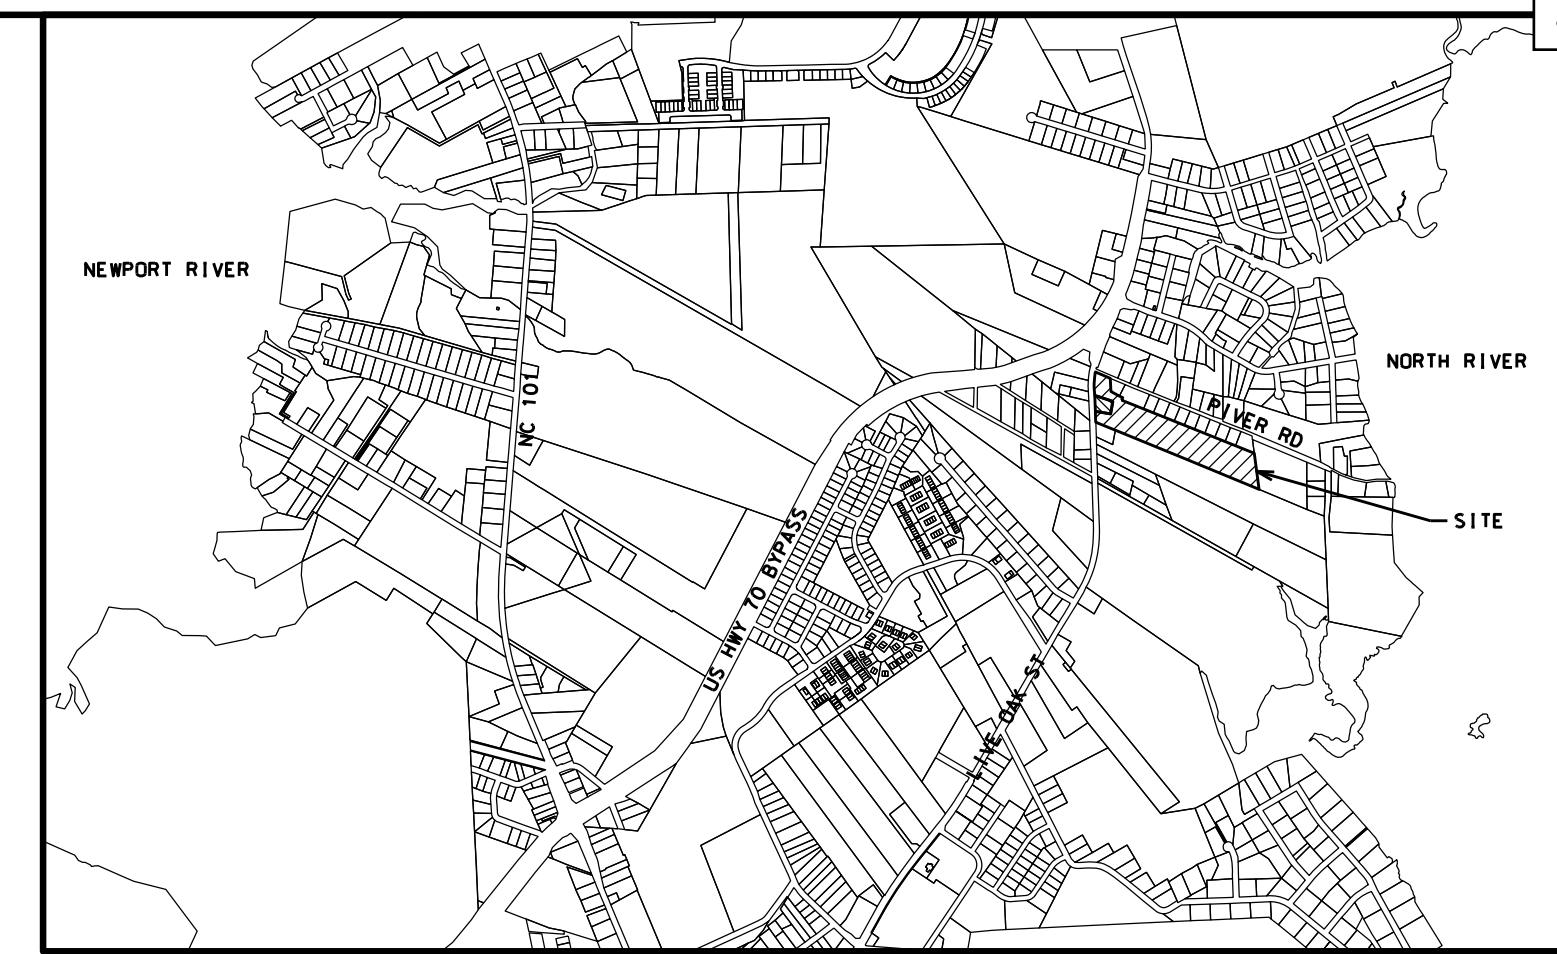 NEWPORT RIVER
NORTH RIVER
NC 101
RIVER RD
SITE
US HWY 70 BYPASS
LIVE OAK ST